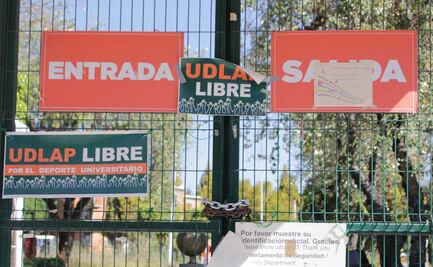 ENTRADA
UDLAP
LIBRE
SALIDA
UDLAP LIBRE
POR EL DEPORTE UNIVERSITARIO
Por favor muestre su
identificación oficial. Gracias.
show
Thank you.
Departamento de Seguridad /
Department